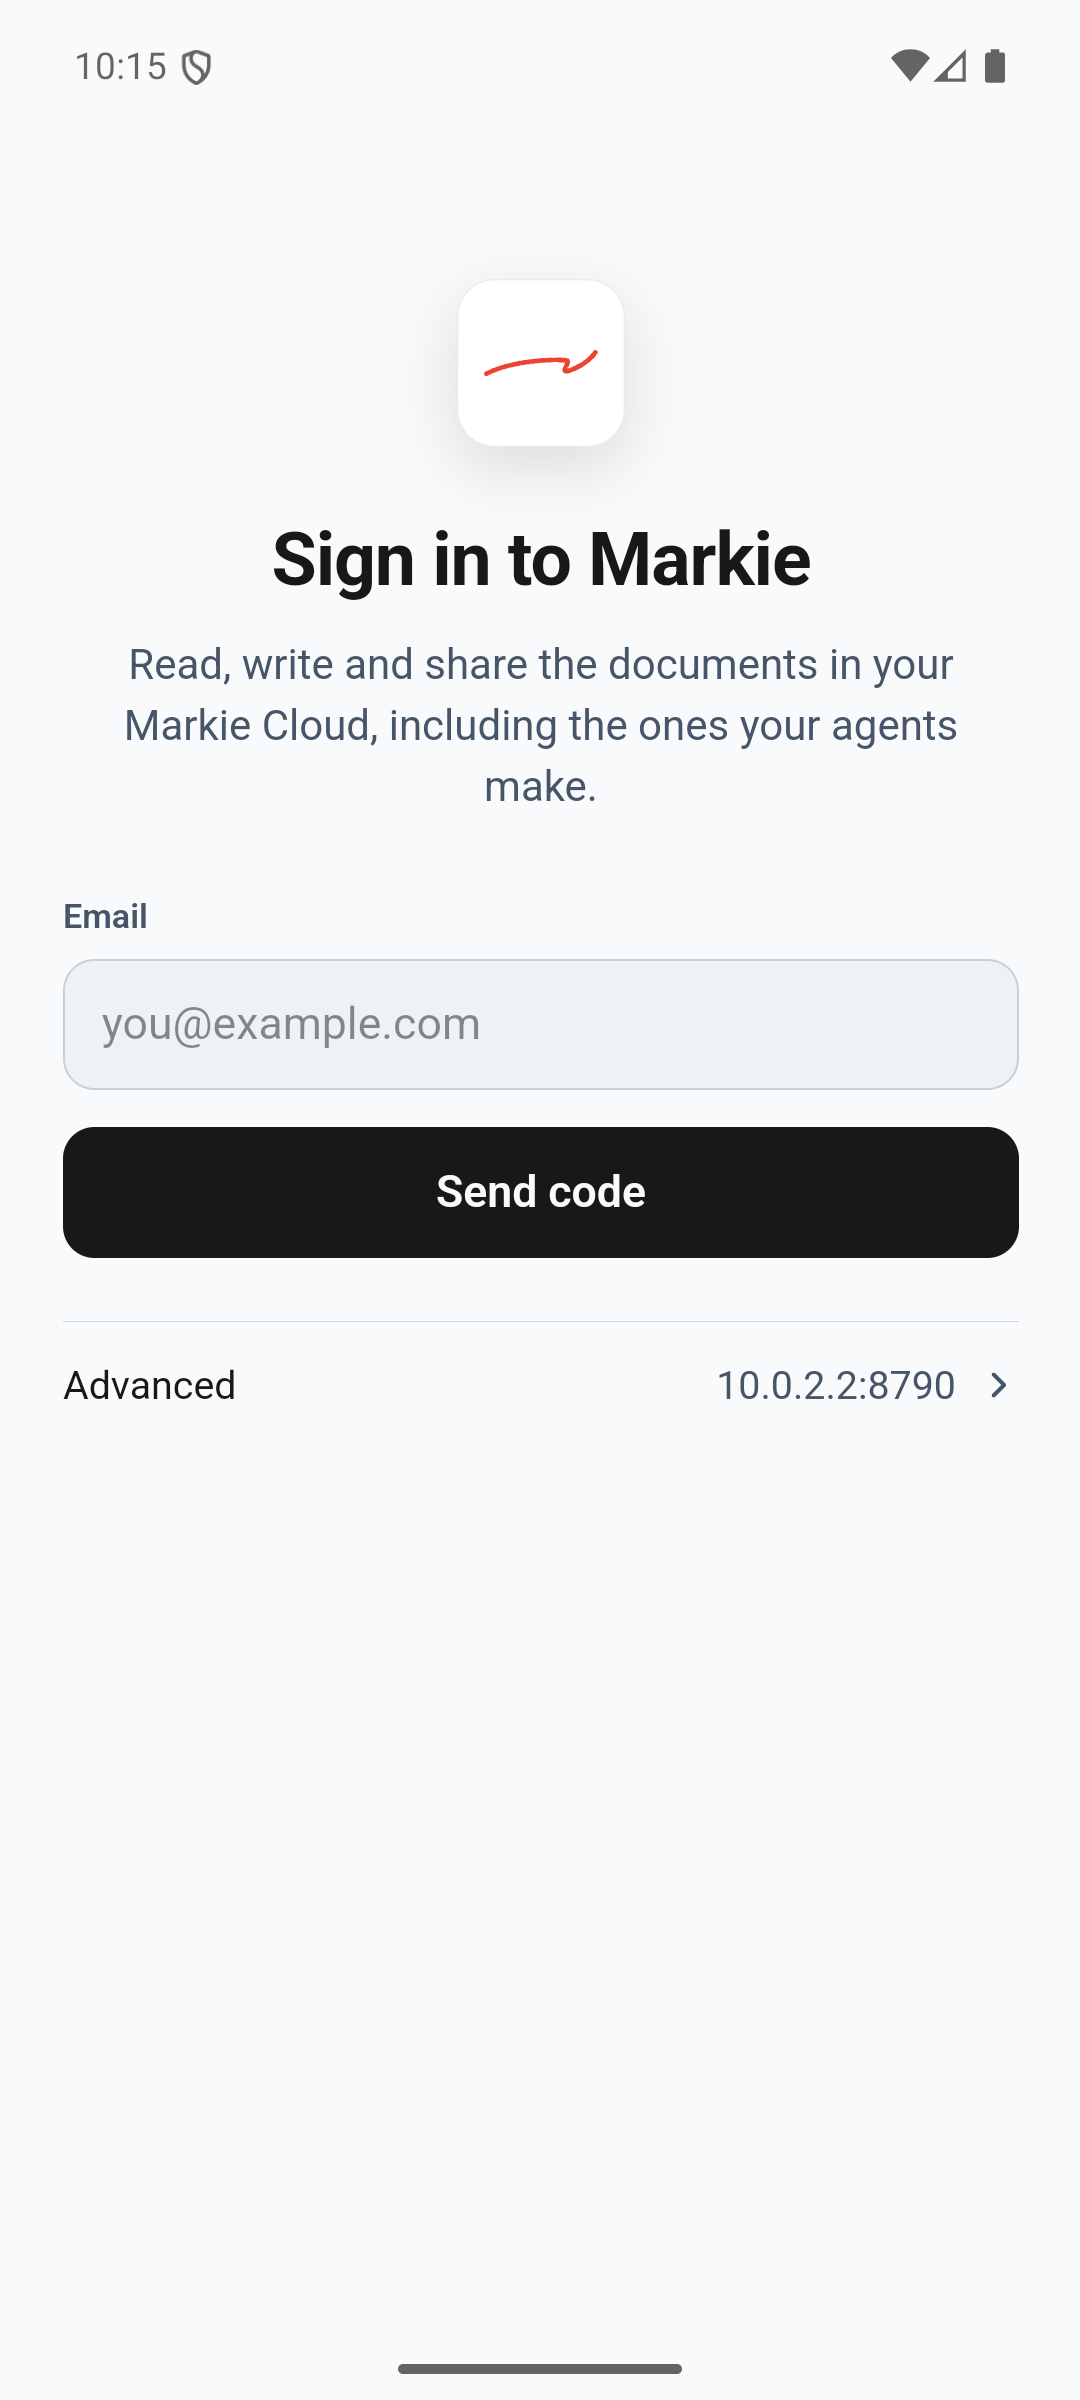 10:15
Sign in to Markie
Read, write and share the documents in your
Markie Cloud, including the ones your agents
make.
Email
you@example.com
Send code
Advanced 10.0.2.2:8790